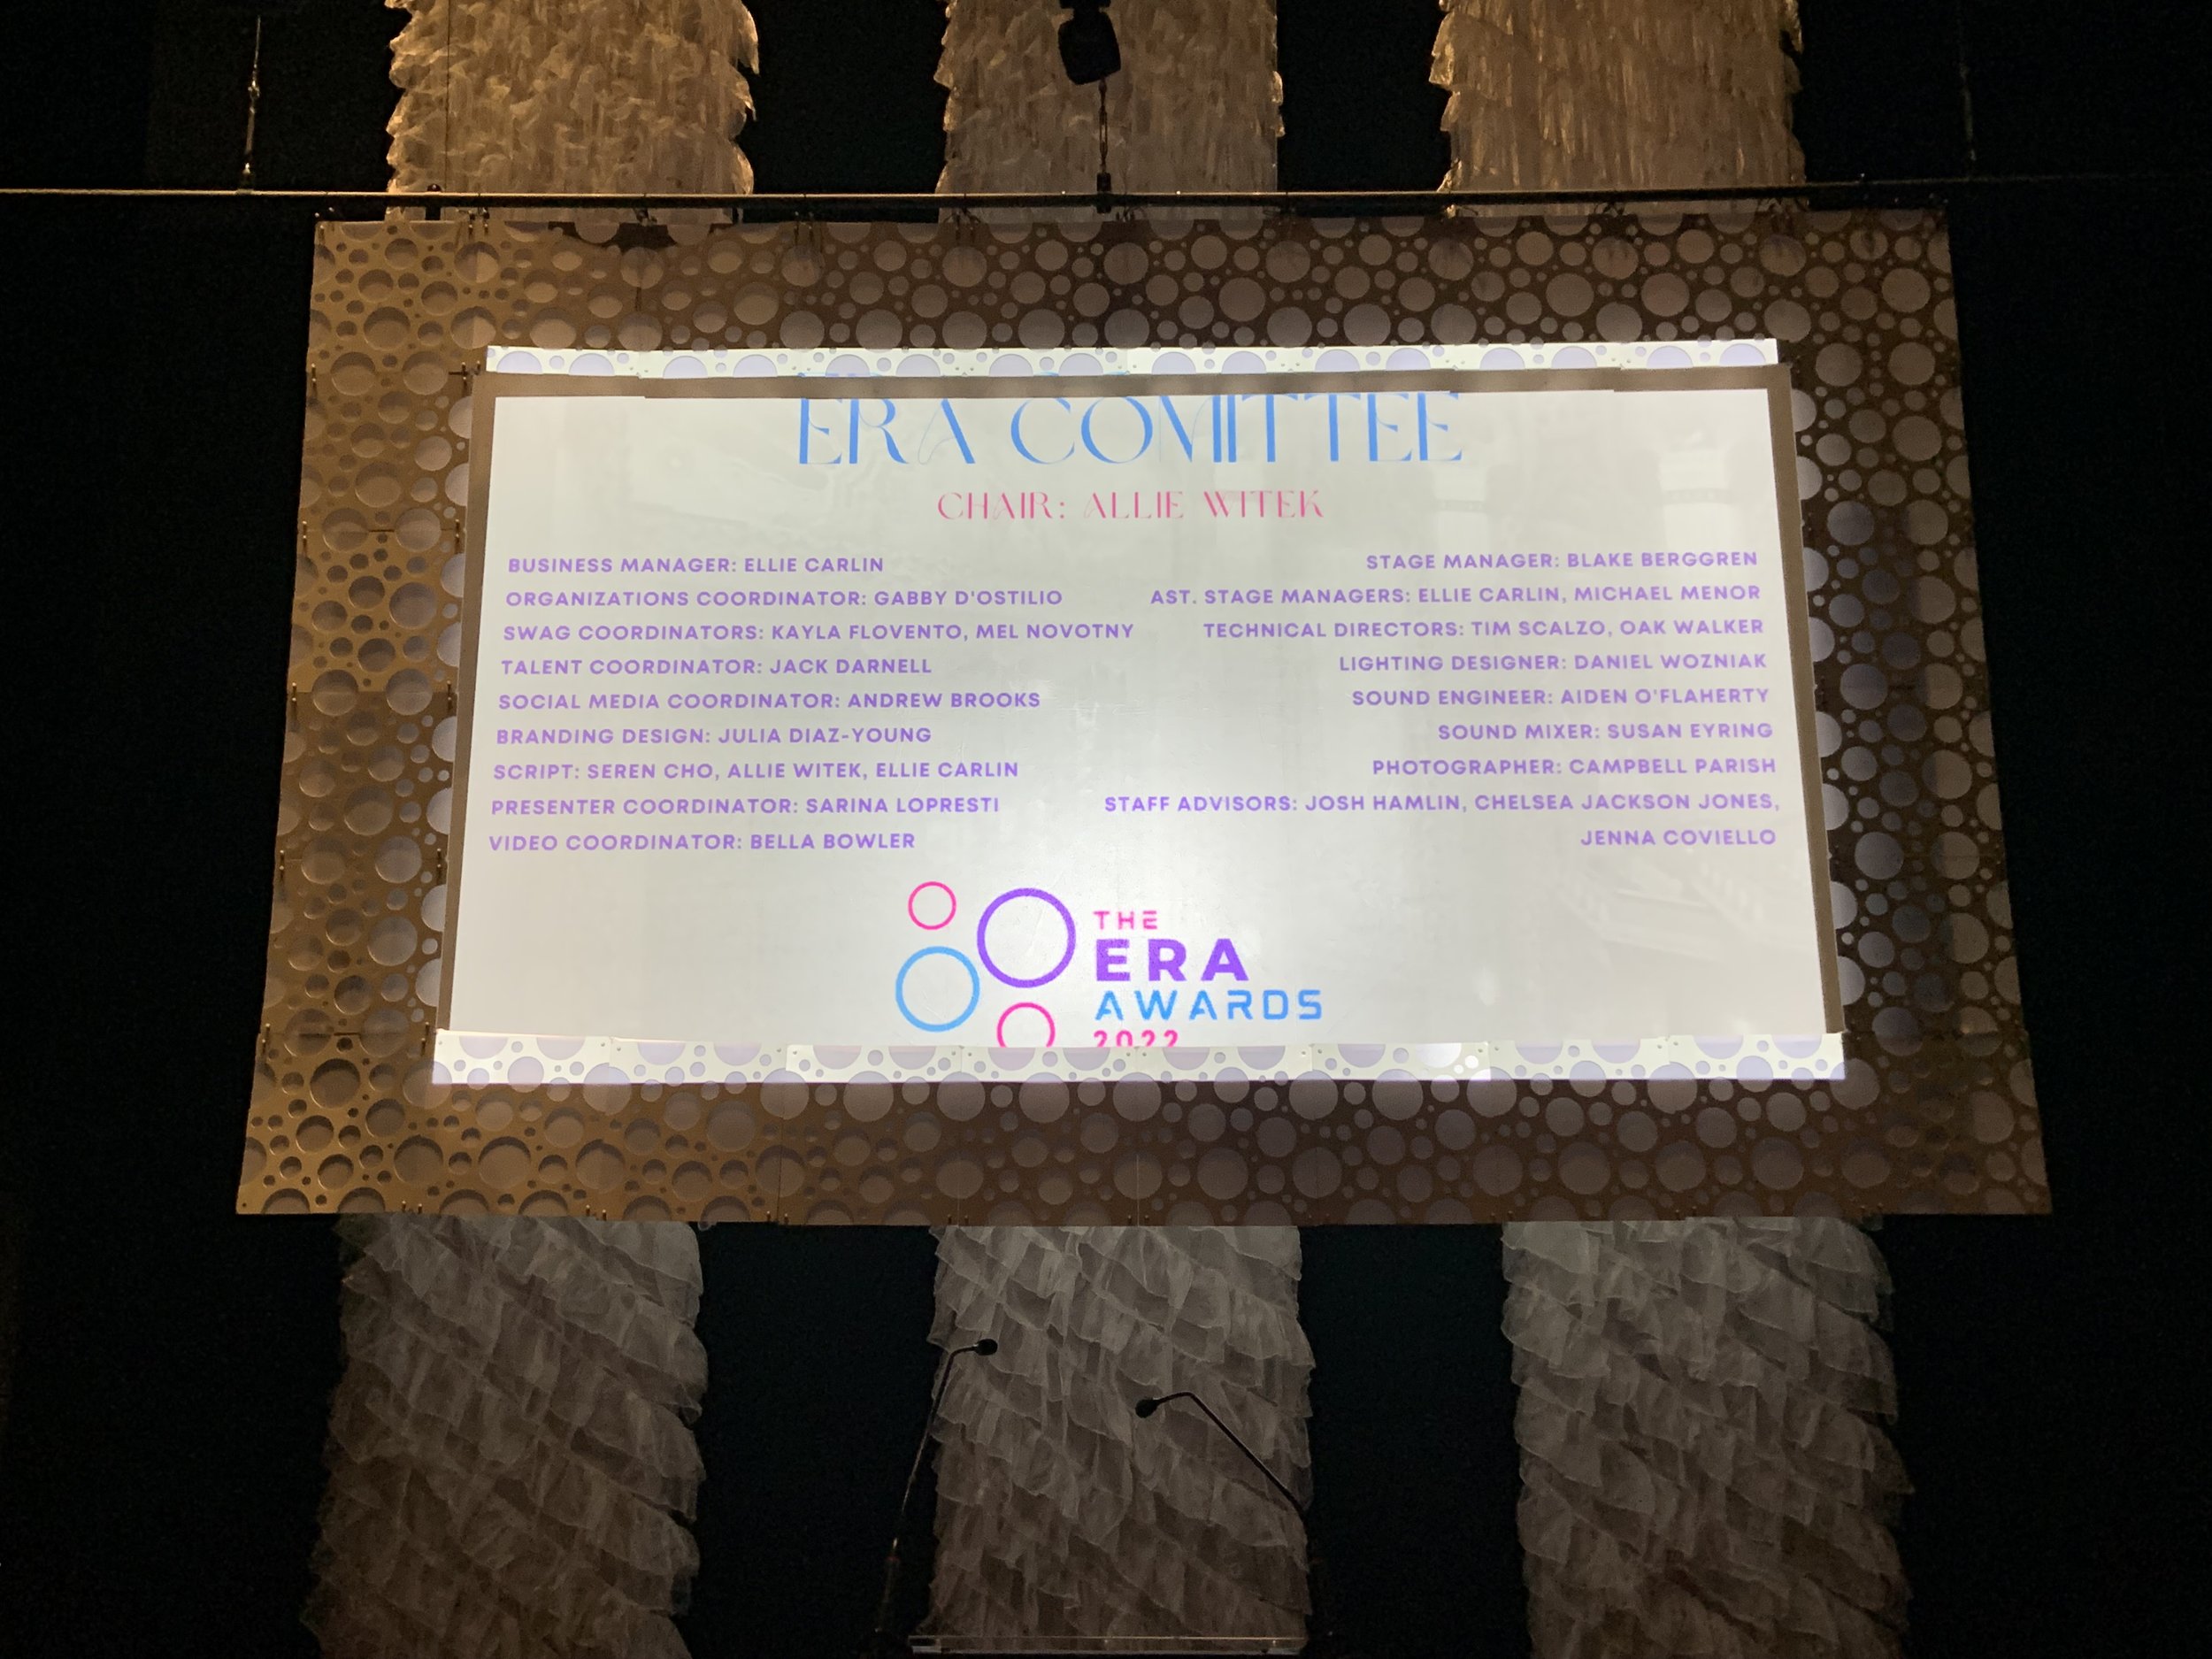 ERA COMITTEE
CHAIR: ALLIE WITEK
BUSINESS MANAGER: ELLIE CARLIN
ORGANIZATIONS COORDINATOR: GABBY D'OSTILIO
SWAG COORDINATORS: KAYLA FLOVENTO, MEL NOVOTNY
TALENT COORDINATOR: JACK DARNELL
SOCIAL MEDIA COORDINATOR: ANDREW BROOKS
BRANDING DESIGN: JULIA DIAZ-YOUNG
SCRIPT: SEREN CHO, ALLIE WITEK, ELLIE CARLIN
PRESENTER COORDINATOR: SARINA LOPRESTI
VIDEO COORDINATOR: BELLA BOWLER
STAGE MANAGER: BLAKE BERGGREN
AST. STAGE MANAGERS: ELLIE CARLIN, MICHAEL MENOR
TECHNICAL DIRECTORS: TIM SCALZO, OAK WALKER
LIGHTING DESIGNER: DANIEL WOZNIAK
SOUND ENGINEER: AIDEN O'FLAHERTY
SOUND MIXER: SUSAN EYRING
PHOTOGRAPHER: CAMPBELL PARISH
STAFF ADVISORS: JOSH HAMLIN, CHELSEA JACKSON JONES,
JENNA COVIELLO
THE
ERA
AWARDS
2022